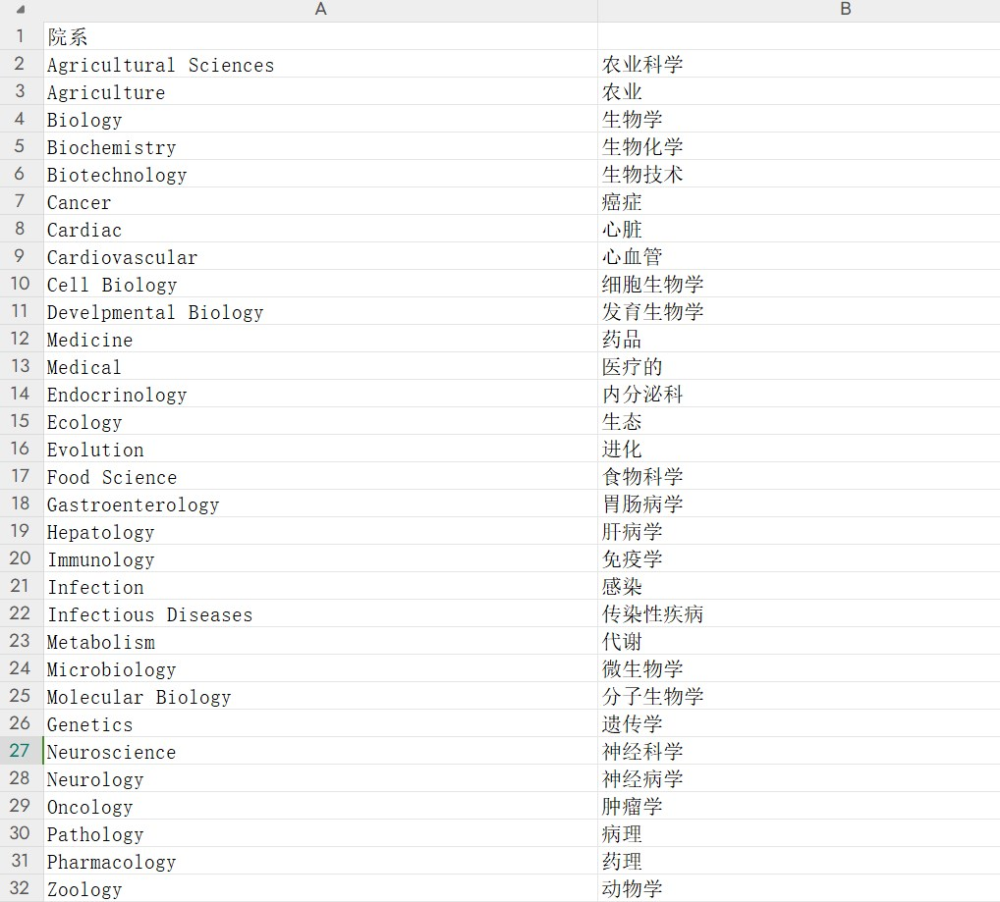 A B
1 院系
2 Agricultural Sciences 农业科学
3 Agriculture 农业
4 Biology 生物学
5 Biochemistry 生物化学
6 Biotechnology 生物技术
7 Cancer 癌症
8 Cardiac 心脏
9 Cardiovascular 心血管
10 Cell Biology 细胞生物学
11 Develpmental Biology 发育生物学
12 Medicine 药品
13 Medical 医疗的
14 Endocrinology 内分泌科
15 Ecology 生态
16 Evolution 进化
17 Food Science 食物科学
18 Gastroenterology 胃肠病学
19 Hepatology 肝病学
20 Immunology 免疫学
21 Infection 感染
22 Infectious Diseases 传染性疾病
23 Metabolism 代谢
24 Microbiology 微生物学
25 Molecular Biology 分子生物学
26 Genetics 遗传学
27 Neuroscience 神经科学
28 Neurology 神经病学
29 Oncology 肿瘤学
30 Pathology 病理
31 Pharmacology 药理
32 Zoology 动物学